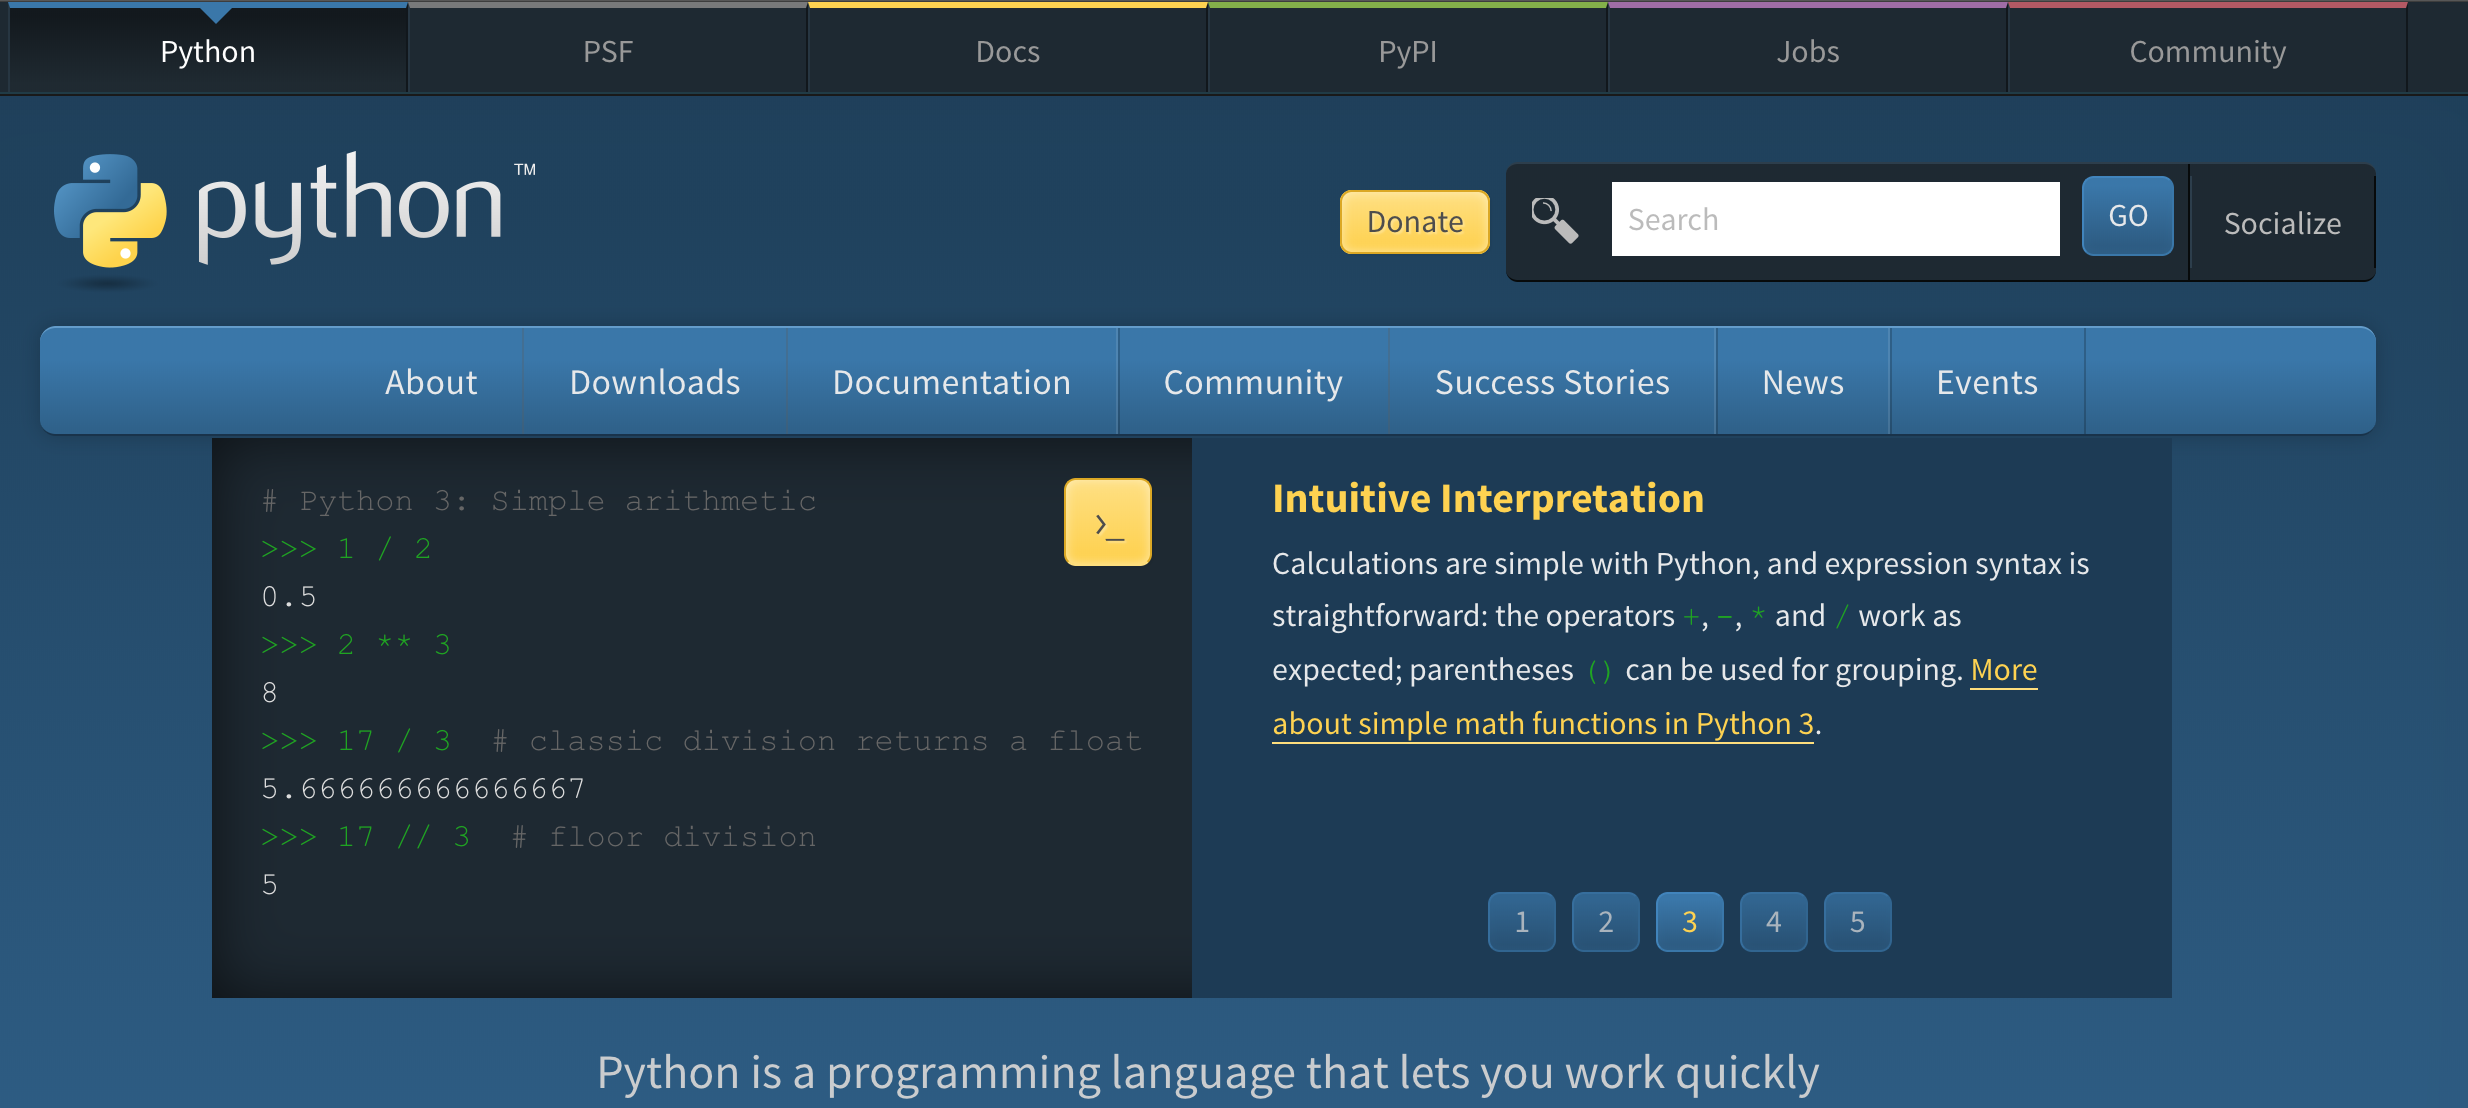 Python PSF Docs PyPI Jobs Community
python™
Donate Search GO Socialize
About Downloads Documentation Community Success Stories News Events
# Python 3: Simple arithmetic
>>> 1 / 2
0.5
>>> 2 ** 3
8
>>> 17 / 3  # classic division returns a float
5.666666666666667
>>> 17 // 3  # floor division
5
>_
Intuitive Interpretation
Calculations are simple with Python, and expression syntax is
straightforward: the operators +, -, * and / work as
expected; parentheses () can be used for grouping. More
about simple math functions in Python 3.
1 2 3 4 5
Python is a programming language that lets you work quickly